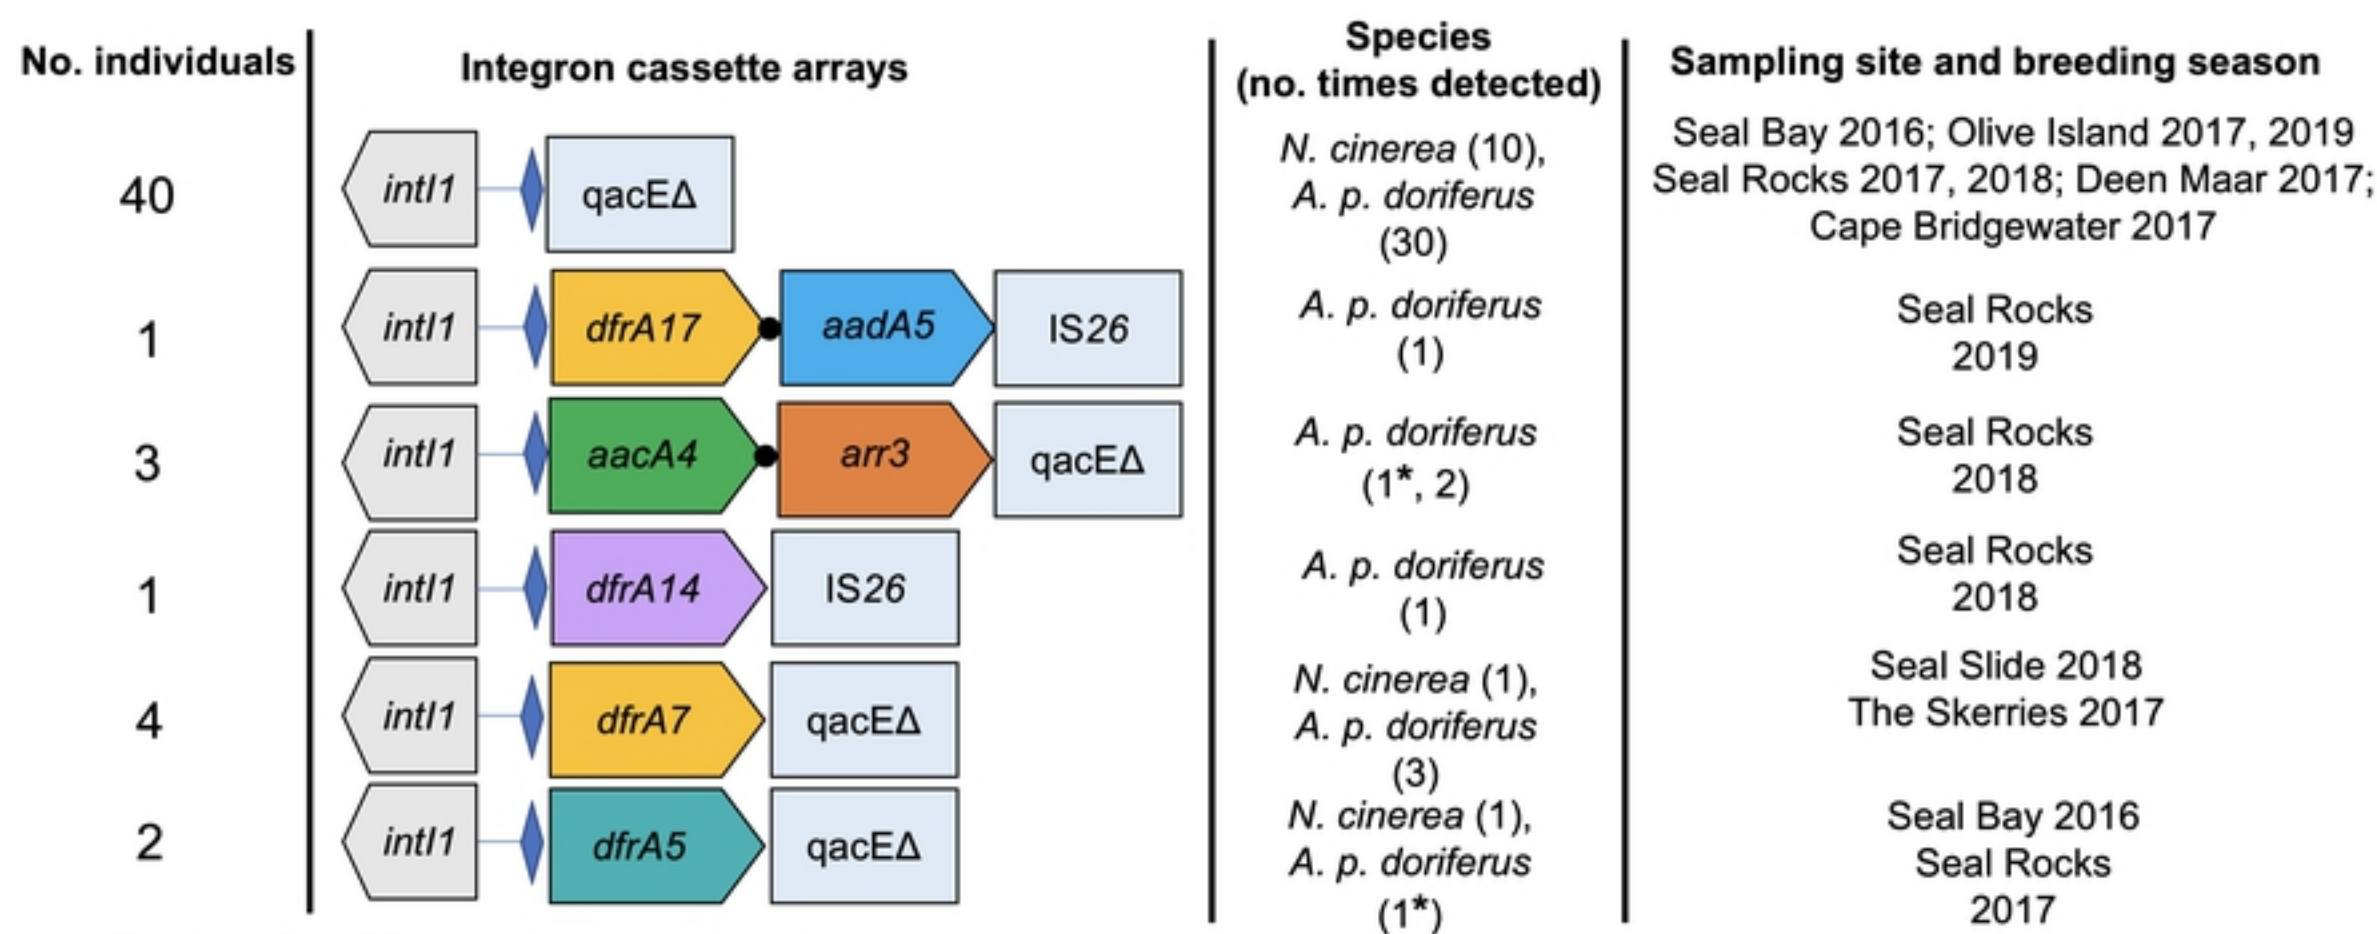 No. individuals
Integron cassette arrays
Species
(no. times detected)
Sampling site and breeding season
40
intI1
qacEΔ
N. cinerea (10),
A. p. doriferus
(30)
Seal Bay 2016; Olive Island 2017, 2019
Seal Rocks 2017, 2018; Deen Maar 2017;
Cape Bridgewater 2017
1
intI1
dfrA17
aadA5
IS26
A. p. doriferus
(1)
Seal Rocks
2019
3
intI1
aacA4
arr3
qacEΔ
A. p. doriferus
(1*, 2)
Seal Rocks
2018
1
intI1
dfrA14
IS26
A. p. doriferus
(1)
Seal Rocks
2018
4
intI1
dfrA7
qacEΔ
N. cinerea (1),
A. p. doriferus
(3)
Seal Slide 2018
The Skerries 2017
2
intI1
dfrA5
qacEΔ
N. cinerea (1),
A. p. doriferus
(1*)
Seal Bay 2016
Seal Rocks
2017